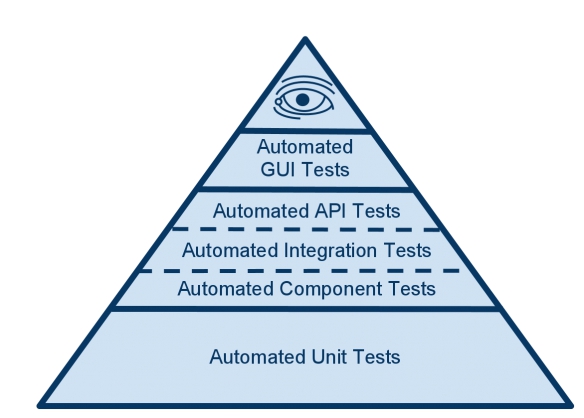 Automated
GUI Tests
Automated API Tests
Automated Integration Tests
Automated Component Tests
Automated Unit Tests